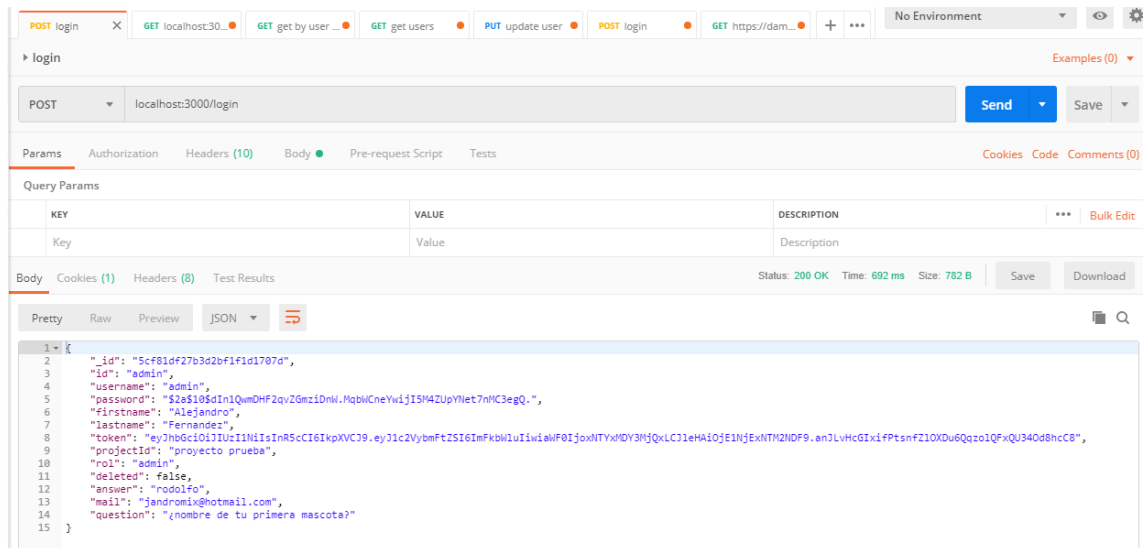 POST login × GET localhost:30... GET get by user ... GET get users PUT update user POST login GET https://dam... + ••• No Environment
login Examples (0)
POST localhost:3000/login Send Save
Params Authorization Headers (10) Body Pre-request Script Tests Cookies Code Comments (0)
Query Params
KEY VALUE DESCRIPTION ••• Bulk Edit
Key Value Description
Body Cookies (1) Headers (8) Test Results Status: 200 OK Time: 692 ms Size: 782 B Save Download
Pretty Raw Preview JSON
1 {
2 "_id": "5cf81df27b3d2bf1f1d1707d",
3 "id": "admin",
4 "username": "admin",
5 "password": "$2a$10$dIn1QwmDHF2qvZGmziDnW.MqbWCneYwijI5M4ZUpYNet7nMC3egQ.",
6 "firstname": "Alejandro",
7 "lastname": "Fernandez",
8 "token": "eyJhbGciOiJIUzI1NiIsInR5cCI6IkpXVCJ9.eyJ1c2VybmFtZSI6ImFkbWluIiwiaWF0IjoxNTYxMDY3MjQxLCJleHAiOjE1NjExNTM2NDF9.anJLvHcGIxifPtsnfZlOXDu6QqzolQFxQU34Od8hcC8",
9 "projectId": "proyecto prueba",
10 "rol": "admin",
11 "deleted": false,
12 "answer": "rodolfo",
13 "mail": "jandromix@hotmail.com",
14 "question": "¿nombre de tu primera mascota?"
15 }